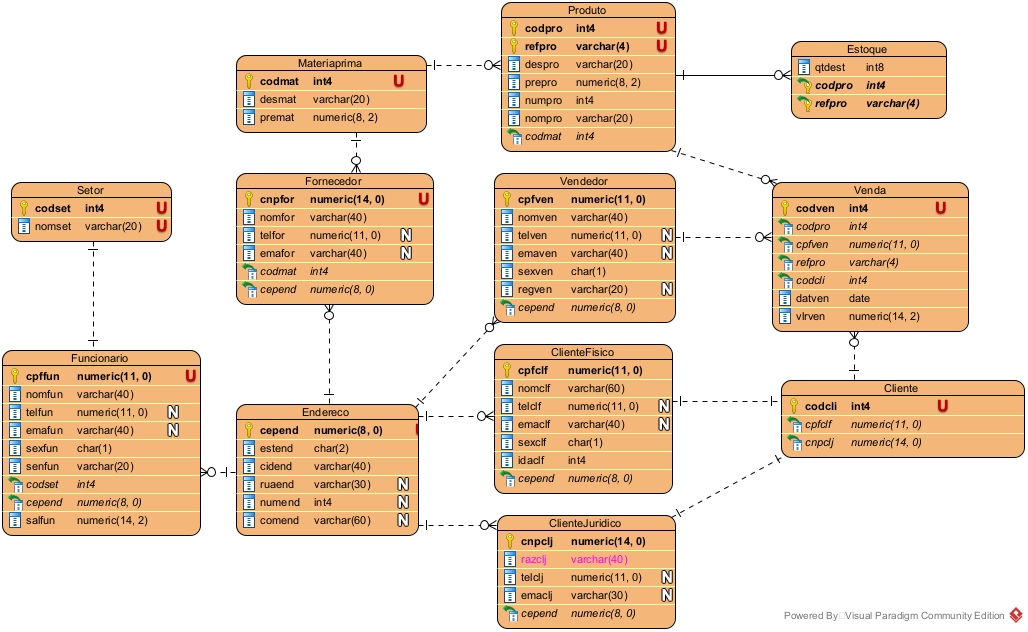 Produto
codpro int4 U
refpro varchar(4) U
despro varchar(20)
prepro numeric(8, 2)
numpro int4
nompro varchar(20)
codmat int4
Materiaprima
codmat int4 U
desmat varchar(20)
premat numeric(8, 2)
Estoque
qtdest int8
codpro int4
refpro varchar(4)
Setor
codset int4 U
nomset varchar(20) U
Fornecedor
cnpfor numeric(14, 0) U
nomfor varchar(40)
telfor numeric(11, 0) N
emafor varchar(40) N
codmat int4
cepend numeric(8, 0)
Vendedor
cpfven numeric(11, 0)
nomven varchar(40)
telven numeric(11, 0) N
emaven varchar(40) N
sexven char(1)
regven varchar(20) N
cepend numeric(8, 0)
Venda
codven int4 U
codpro int4
cpfven numeric(11, 0)
refpro varchar(4)
codcli int4
datven date
vlrven numeric(14, 2)
Funcionario
cpffun numeric(11, 0) U
nomfun varchar(40)
telfun numeric(11, 0) N
emafun varchar(40) N
sexfun char(1)
senfun varchar(20)
codset int4
cepend numeric(8, 0)
salfun numeric(14, 2)
Endereco
cepend numeric(8, 0)
estend char(2)
cidend varchar(40)
ruaend varchar(30) N
numend int4 N
comend varchar(60) N
ClienteFisico
cpfclf numeric(11, 0)
nomclf varchar(60)
telclf numeric(11, 0) N
emaclf varchar(40) N
sexclf char(1)
idaclf int4
cepend numeric(8, 0)
Cliente
codcli int4 U
cpfclf numeric(11, 0)
cnpclj numeric(14, 0)
ClienteJuridico
cnpclj numeric(14, 0)
razclj varchar(40)
telclj numeric(11, 0) N
emaclj varchar(30) N
cepend numeric(8, 0)
Powered By Visual Paradigm Community Edition